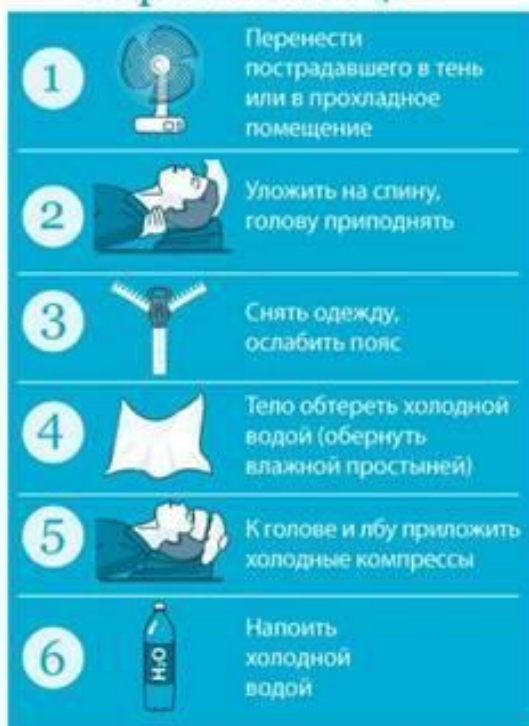 1
Перенести
пострадавшего в тень
или в прохладное
помещение
2
Уложить на спину,
голову приподнять
3
Снять одежду,
ослабить пояс
4
Тело обтереть холодной
водой (обернуть
влажной простыней)
5
К голове и лбу приложить
холодные компрессы
6
H₂O
Напоить
холодной
водой